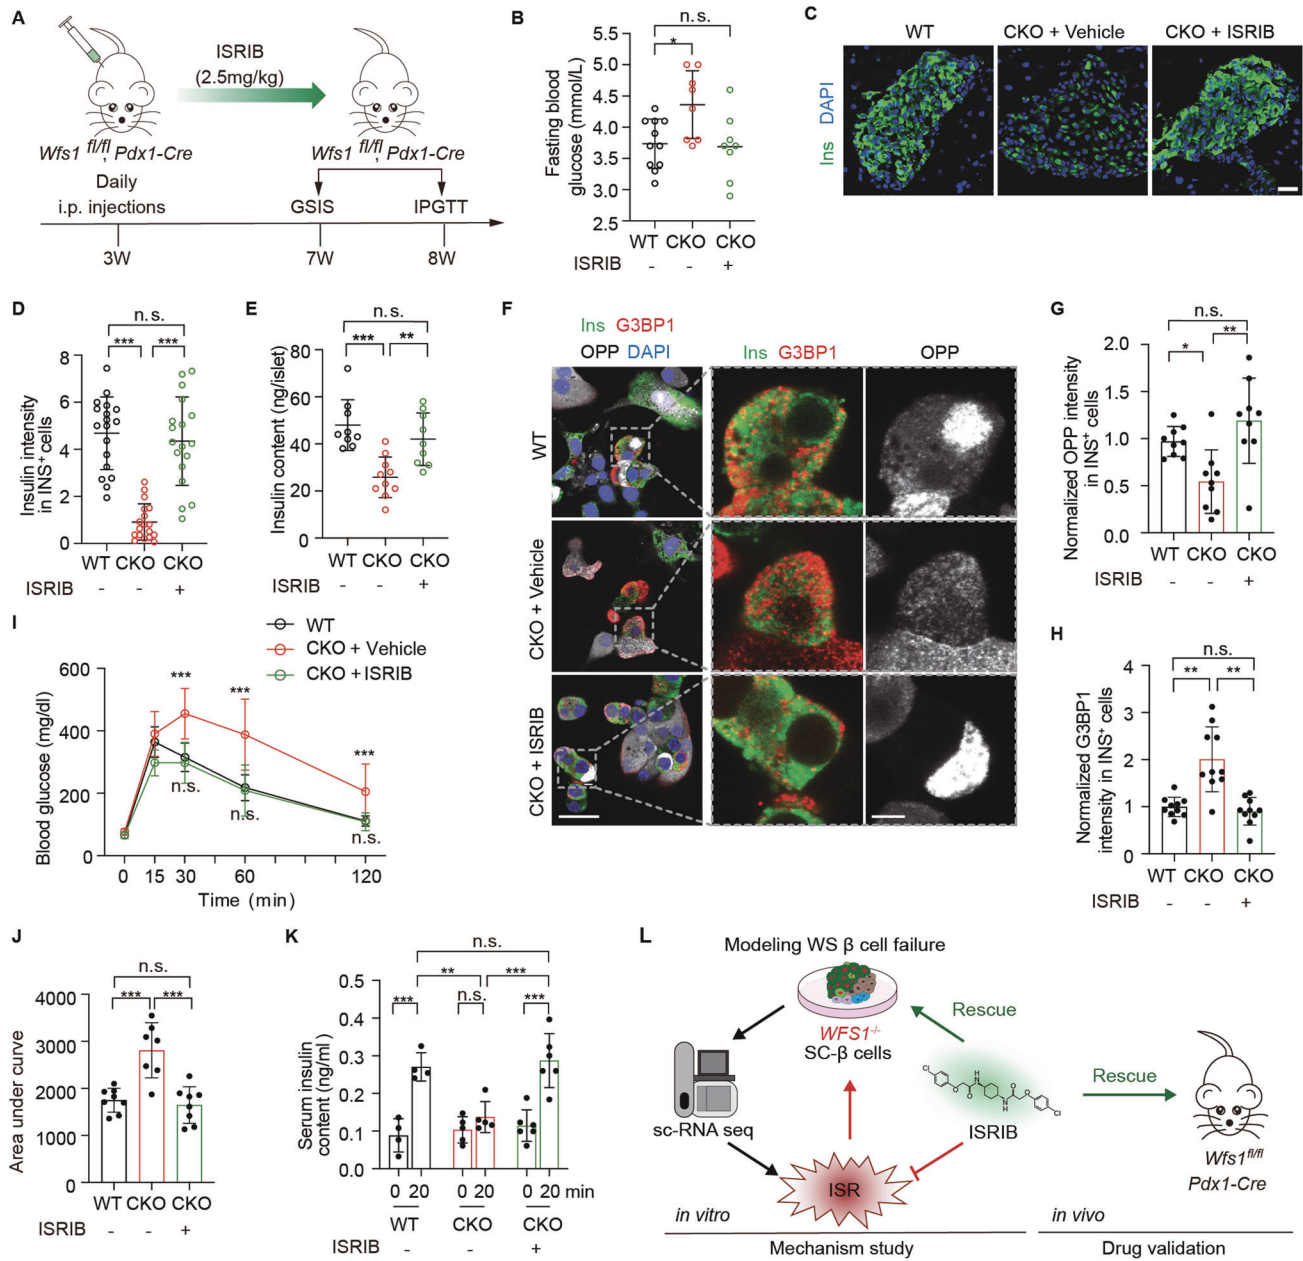 A
ISRIB
(2.5mg/kg)
Wfs1 fl/fl, Pdx1-Cre
Wfs1 fl/fl, Pdx1-Cre
Daily
i.p. injections
GSIS
IPGTT
3W
7W
8W
B
n.s.
*
Fasting blood
glucose (mmol/L)
5.5
5.0
4.5
4.0
3.5
3.0
2.5
WT CKO CKO
ISRIB - - +
C
WT
CKO + Vehicle
CKO + ISRIB
Ins DAPI
D
n.s.
*** ***
Insulin intensity
in INS+ cells
8
6
4
2
0
WT CKO CKO
ISRIB - - +
E
n.s.
*** **
Insulin content (ng/islet)
80
60
40
20
0
WT CKO CKO
ISRIB - - +
F
Ins G3BP1
OPP DAPI
Ins G3BP1
OPP
WT
CKO + Vehicle
CKO + ISRIB
G
n.s.
* **
Normalized OPP intensity
in INS+ cells
2.0
1.5
1.0
0.5
0.0
WT CKO CKO
ISRIB - - +
H
n.s.
** **
Normalized G3BP1
intensity in INS+ cells
4
3
2
1
0
WT CKO CKO
ISRIB - - +
I
WT
CKO + Vehicle
CKO + ISRIB
Blood glucose (mg/dl)
600
400
200
0
***
***
***
n.s.
n.s.
n.s.
0 15 30 60 120
Time (min)
J
n.s.
*** ***
Area under curve
4000
3000
2000
1000
0
WT CKO CKO
ISRIB - - +
K
n.s.
** ***
*** n.s. ***
Serum insulin
content (ng/ml)
0.5
0.4
0.3
0.2
0.1
0.0
0 20 0 20 0 20 min
WT CKO CKO
ISRIB - - +
L
Modeling WS β cell failure
WFS1-/-
SC-β cells
Rescue
Rescue
sc-RNA seq
Cl
O
O
H
N
N
H
O
O
Cl
ISRIB
ISR
Wfs1fl/fl
Pdx1-Cre
in vitro
in vivo
Mechanism study
Drug validation